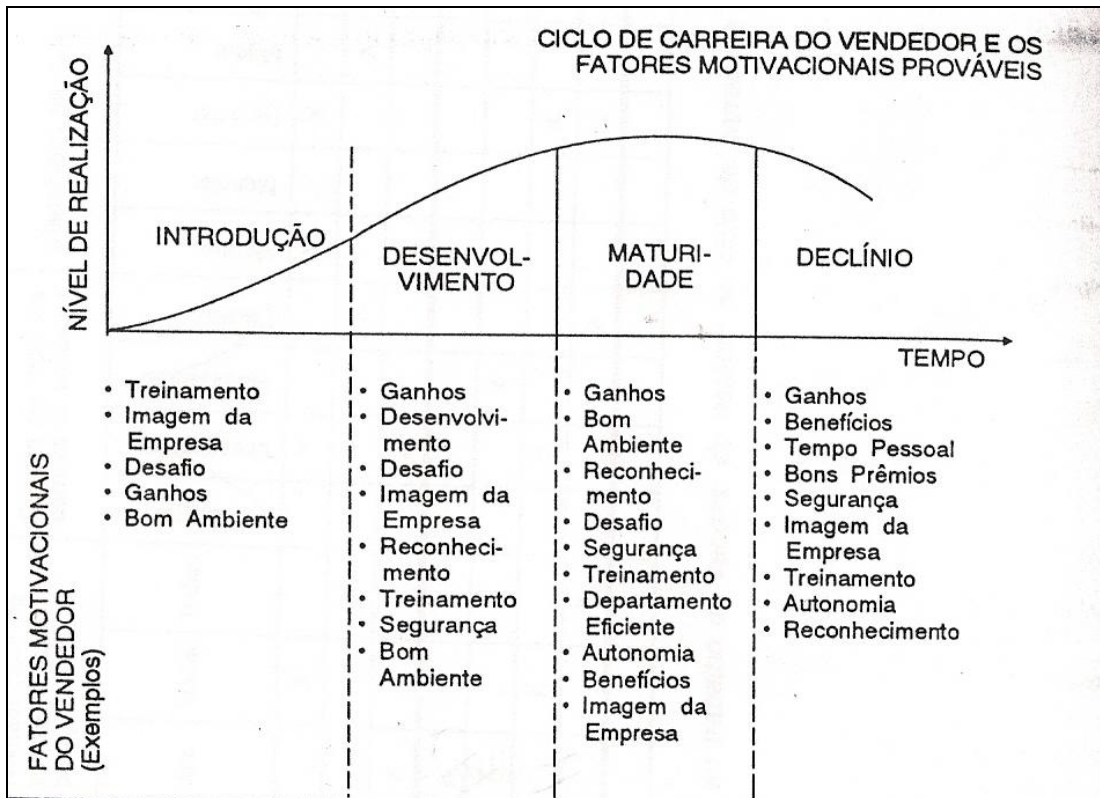 CICLO DE CARREIRA DO VENDEDOR E OS
FATORES MOTIVACIONAIS PROVÁVEIS
NÍVEL DE REALIZAÇÃO
INTRODUÇÃO
DESENVOL-
VIMENTO
MATURI-
DADE
DECLÍNIO
TEMPO
FATORES MOTIVACIONAIS
DO VENDEDOR
(Exemplos)
• Treinamento
• Imagem da
Empresa
• Desafio
• Ganhos
• Bom Ambiente
• Ganhos
• Desenvolvi-
mento
• Desafio
• Imagem da
Empresa
• Reconheci-
mento
• Treinamento
• Segurança
• Bom
Ambiente
• Ganhos
• Bom
Ambiente
• Reconheci-
mento
• Desafio
• Segurança
• Treinamento
• Departamento
Eficiente
• Autonomia
• Benefícios
• Imagem da
Empresa
• Ganhos
• Benefícios
• Tempo Pessoal
• Bons Prêmios
• Segurança
• Imagem da
Empresa
• Treinamento
• Autonomia
• Reconhecimento